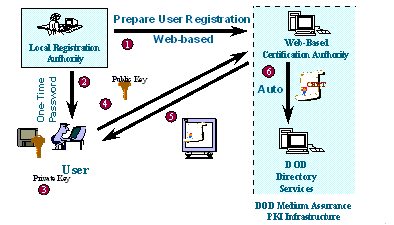 Prepare User Registration
1
Web-based
Local Registration
Authority
Web-Based
Certification Authority
2
One-Time
Password
Public Key
4
6
Auto
5
User
Private Key
3
DOD
Directory
Services
DOD Medium Assurance
PKI Infrastructure